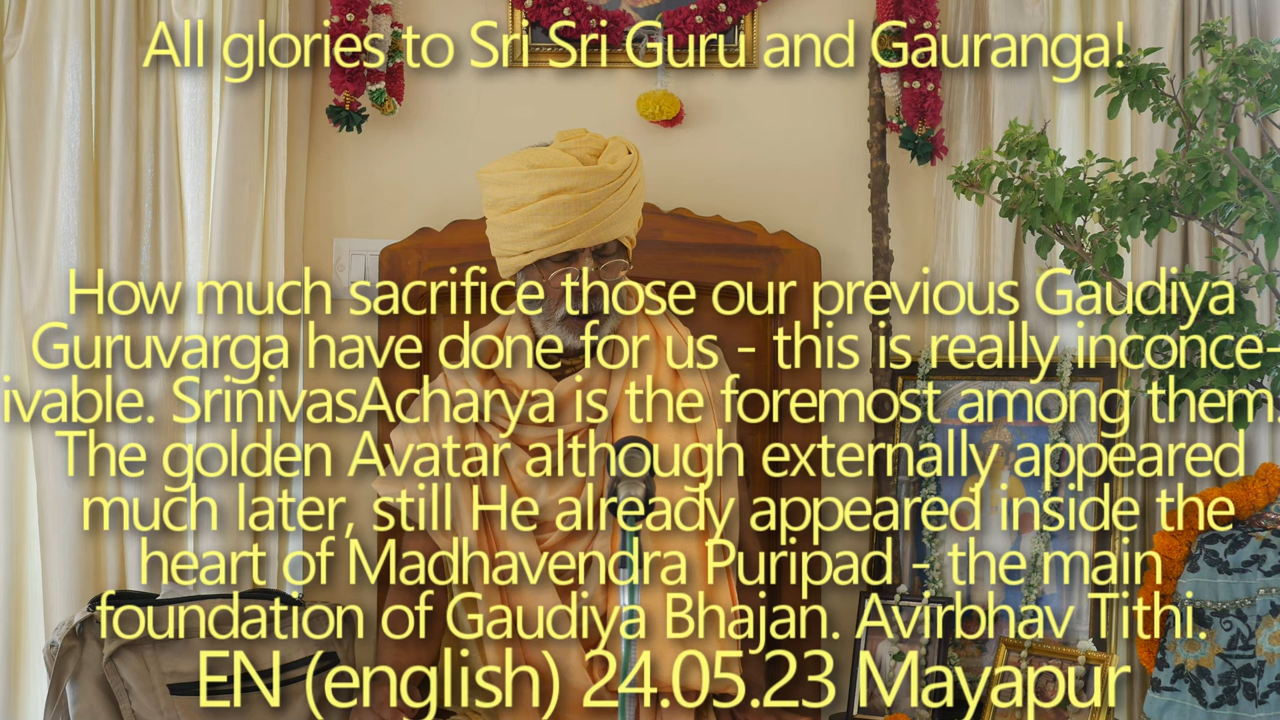 All glories to Sri Sri Guru and Gauranga!
How much sacrifice those our previous Gaudiya
Guruvarga have done for us - this is really inconce-
ivable. SrinivasAcharya is the foremost among them.
The golden Avatar although externally appeared
much later, still He already appeared inside the
heart of Madhavendra Puripad - the main
foundation of Gaudiya Bhajan. Avirbhav Tithi.
EN (english) 24.05.23 Mayapur